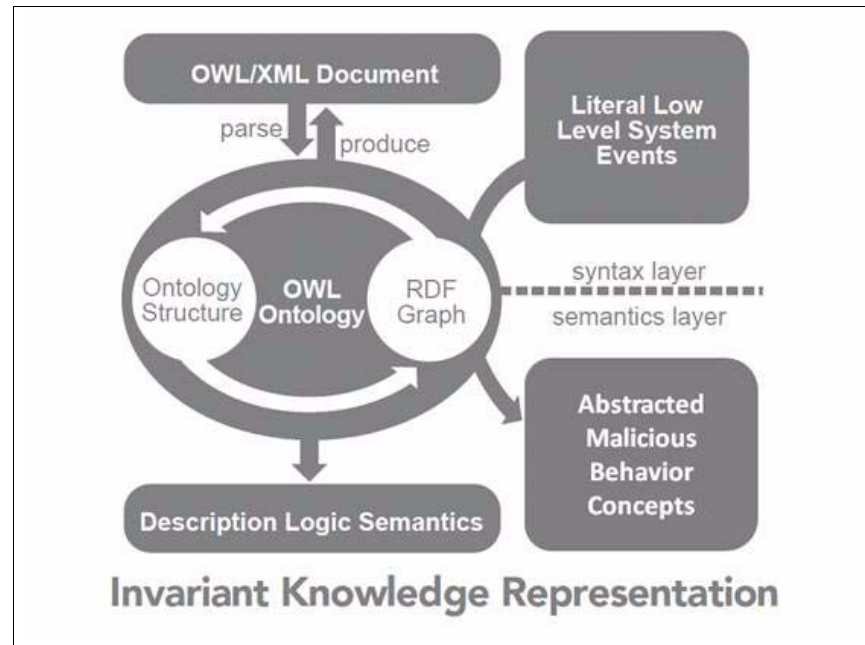 OWL/XML Document
parse
produce
Literal Low
Level System
Events
Ontology
Structure
OWL
Ontology
RDF
Graph
syntax layer
semantics layer
Abstracted
Malicious
Behavior
Concepts
Description Logic Semantics
Invariant Knowledge Representation